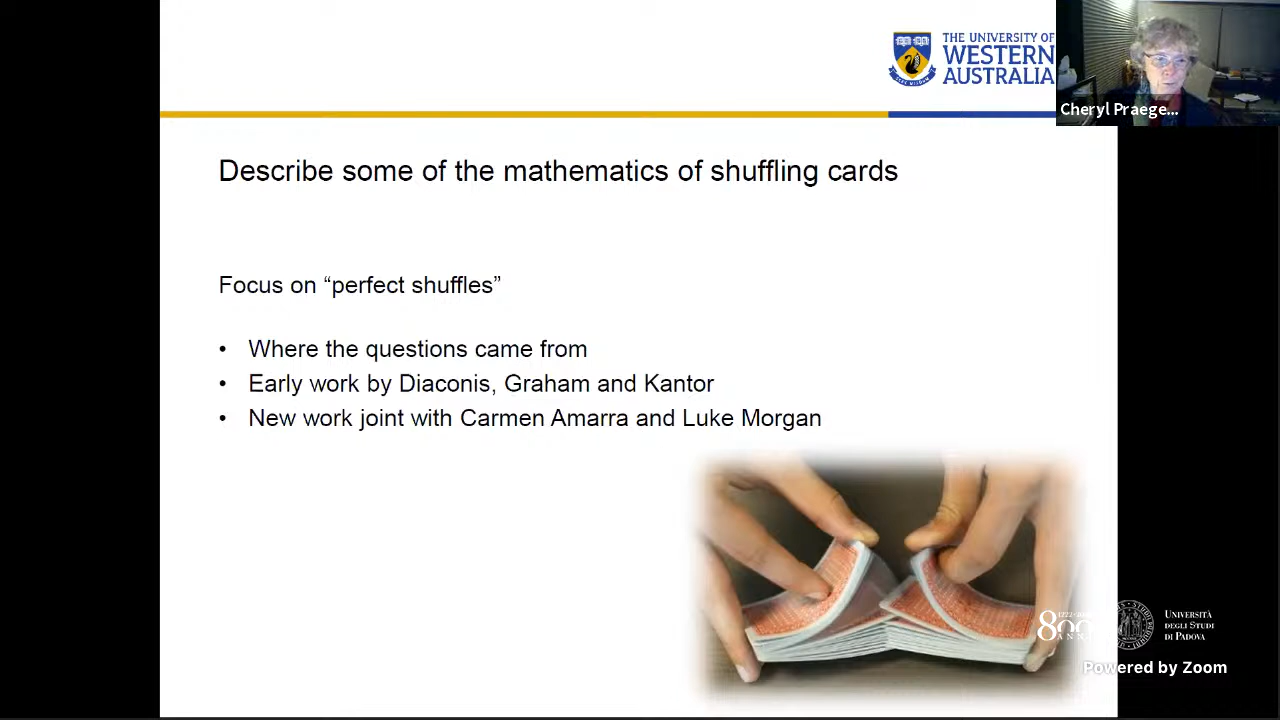 THE UNIVERSITY OF
WESTERN
AUSTRALIA
Cheryl Praege...
Describe some of the mathematics of shuffling cards
Focus on “perfect shuffles”
• Where the questions came from
• Early work by Diaconis, Graham and Kantor
• New work joint with Carmen Amarra and Luke Morgan
UNIVERSITÀ
DEGLI STUDI
DI PADOVA
Powered by Zoom